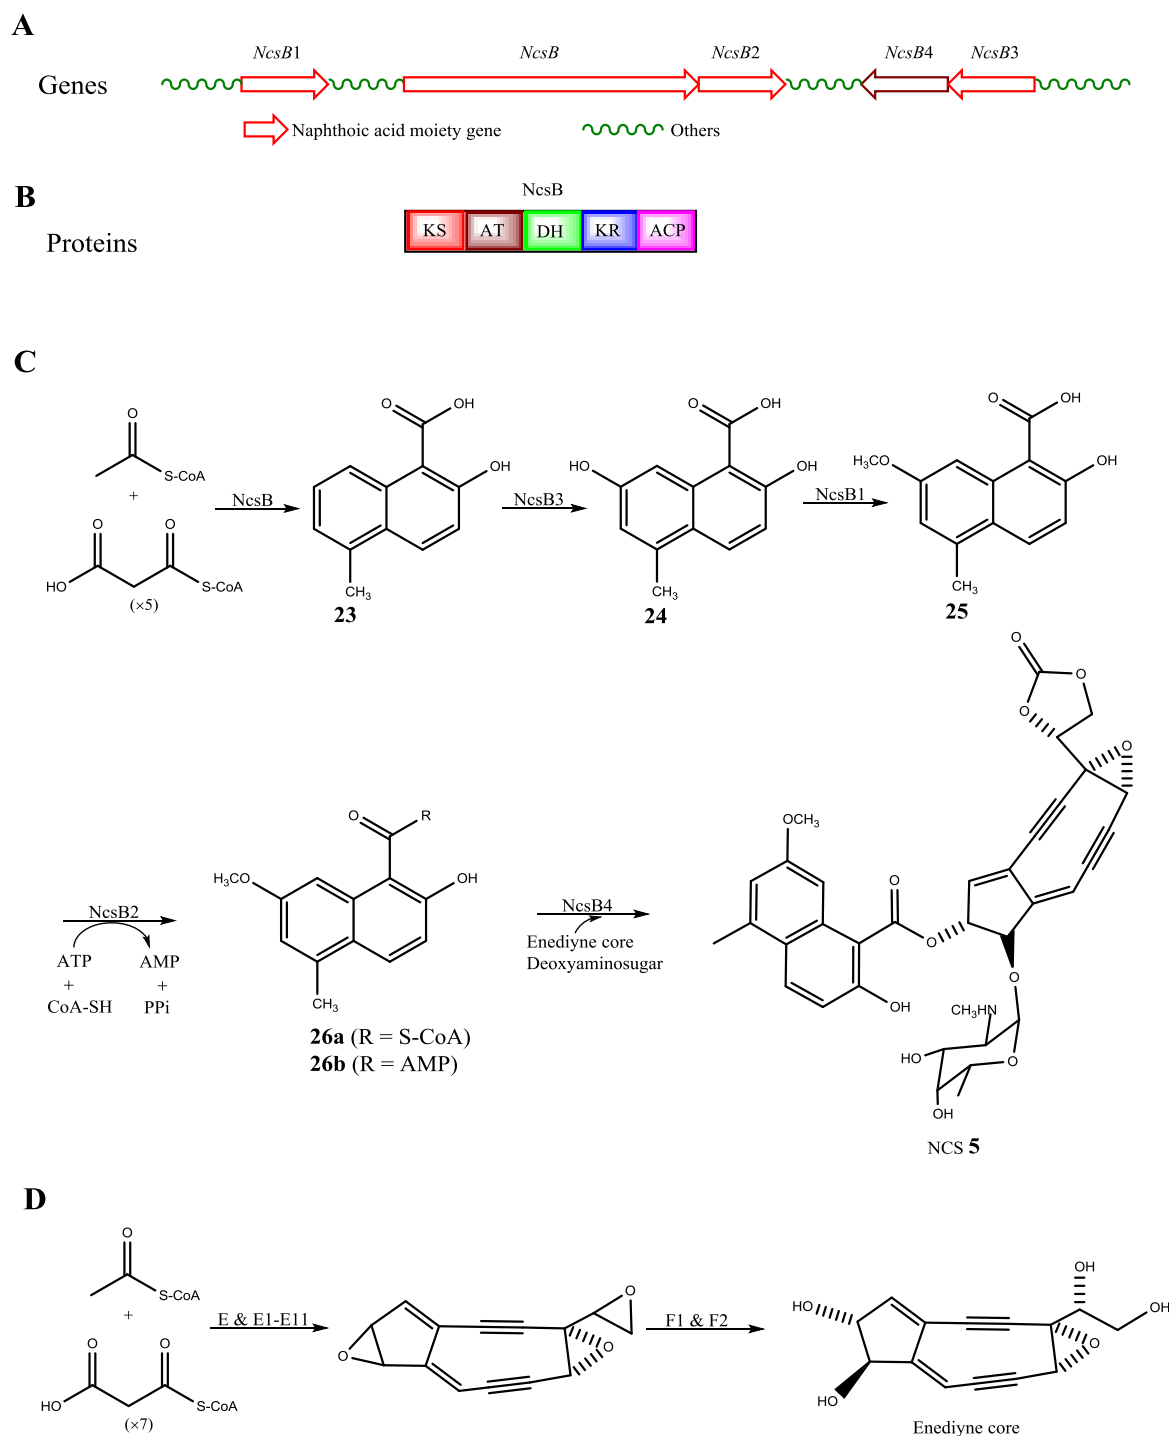 A
Genes
NcsB1
NcsB
NcsB2
NcsB4
NcsB3
Naphthoic acid moiety gene
Others
B
Proteins
NcsB
KS
AT
DH
KR
ACP
C
O
S-CoA
+
O
O
HO
S-CoA
(×5)
NcsB
O
OH
OH
CH₃
23
NcsB3
O
OH
HO
OH
CH₃
24
NcsB1
O
OH
H₃CO
OH
CH₃
25
NcsB2
ATP
+
CoA-SH
AMP
+
PPi
O
R
H₃CO
OH
CH₃
26a (R = S-CoA)
26b (R = AMP)
NcsB4
Enediyne core
Deoxyaminosugar
O
O
O
O
OCH₃
O
O
OH
O
CH₃HN
HO
O
OH
NCS 5
D
O
S-CoA
+
O
O
HO
S-CoA
(×7)
E & E1-E11
O
O
O
F1 & F2
OH
OH
HO
O
HO
Enediyne core